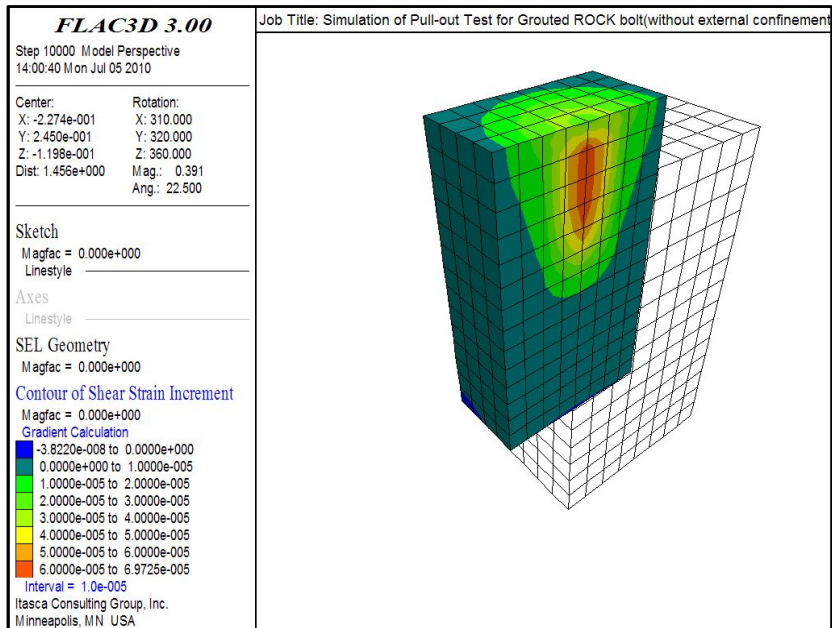 FLAC3D 3.00
Step 10000 Model Perspective
14:00:40 Mon Jul 05 2010
Center:
X: -2.274e-001
Y: 2.450e-001
Z: -1.198e-001
Dist: 1.456e+000
Rotation:
X: 310.000
Y: 320.000
Z: 360.000
Mag.: 0.391
Ang.: 22.500
Sketch
Magfac = 0.000e+000
Linestyle
Axes
Linestyle
SEL Geometry
Magfac = 0.000e+000
Contour of Shear Strain Increment
Magfac = 0.000e+000
Gradient Calculation
-3.8220e-008 to 0.0000e+000
0.0000e+000 to 1.0000e-005
1.0000e-005 to 2.0000e-005
2.0000e-005 to 3.0000e-005
3.0000e-005 to 4.0000e-005
4.0000e-005 to 5.0000e-005
5.0000e-005 to 6.0000e-005
6.0000e-005 to 6.9725e-005
Interval = 1.0e-005
Itasca Consulting Group, Inc.
Minneapolis, MN USA
Job Title: Simulation of Pull-out Test for Grouted ROCK bolt(without external confinement